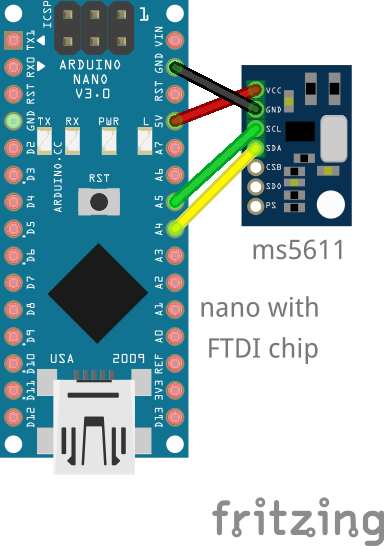 ICSP
1
TX1
RX0
RST
GND
D2
D3
D4
D5
D6
D7
D8
D9
D10
D11
D12
ARDUINO
NANO
V3.0
TX RX PWR L
ARDUINO.CC
RST
USA 2009
VIN
GND
RST
5V
A7
A6
A5
A4
A3
A2
A1
A0
REF
3V3
D13
VCC
GND
SCL
SDA
CSB
SDO
PS
ms5611
nano with
FTDI chip
fritzing